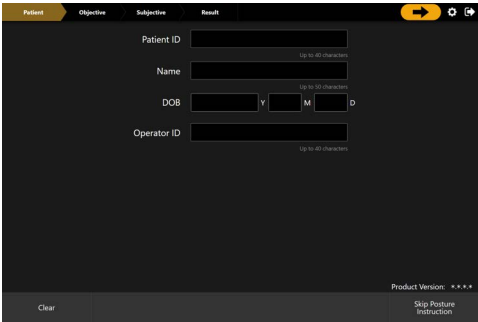 Patient Objective Subjective Result
Patient ID
Up to 40 characters
Name
Up to 50 characters
DOB Y M D
Operator ID
Up to 40 characters
Product Version: *.*.*.*
Clear
Skip Posture
Instruction